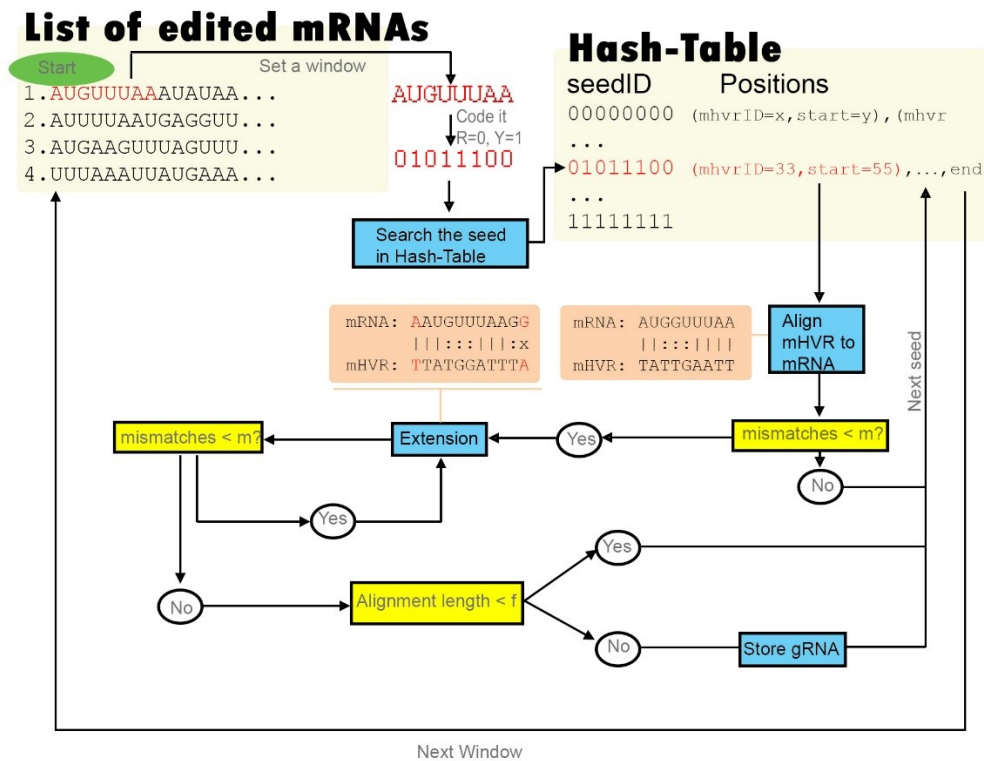 List of edited mRNAs
Start
Set a window
1.AUGUUUAAAUAUAA...
2.AUUUUAAUGAGGUU...
3.AUGAAGUUUAGUUU...
4.UUUAAAUUAUGAAA...
AUGUUUAA
Code it
R=0, Y=1
01011100
Search the seed
in Hash-Table
Hash-Table
seedID Positions
00000000 (mhvrID=x,start=y),(mhvr
...
01011100 (mhvrID=33,start=55),...,end
...
11111111
mRNA: AAUGUUUAAGG
|||:::|||:x
mHVR: TTATGGATTTA
mRNA: AUGGUUUAA
||:::||||
mHVR: TATTGAATT
Align
mHVR to
mRNA
Next seed
mismatches < m?
Extension
Yes
mismatches < m?
No
Yes
Yes
No
Alignment length < f
No
Store gRNA
Next Window